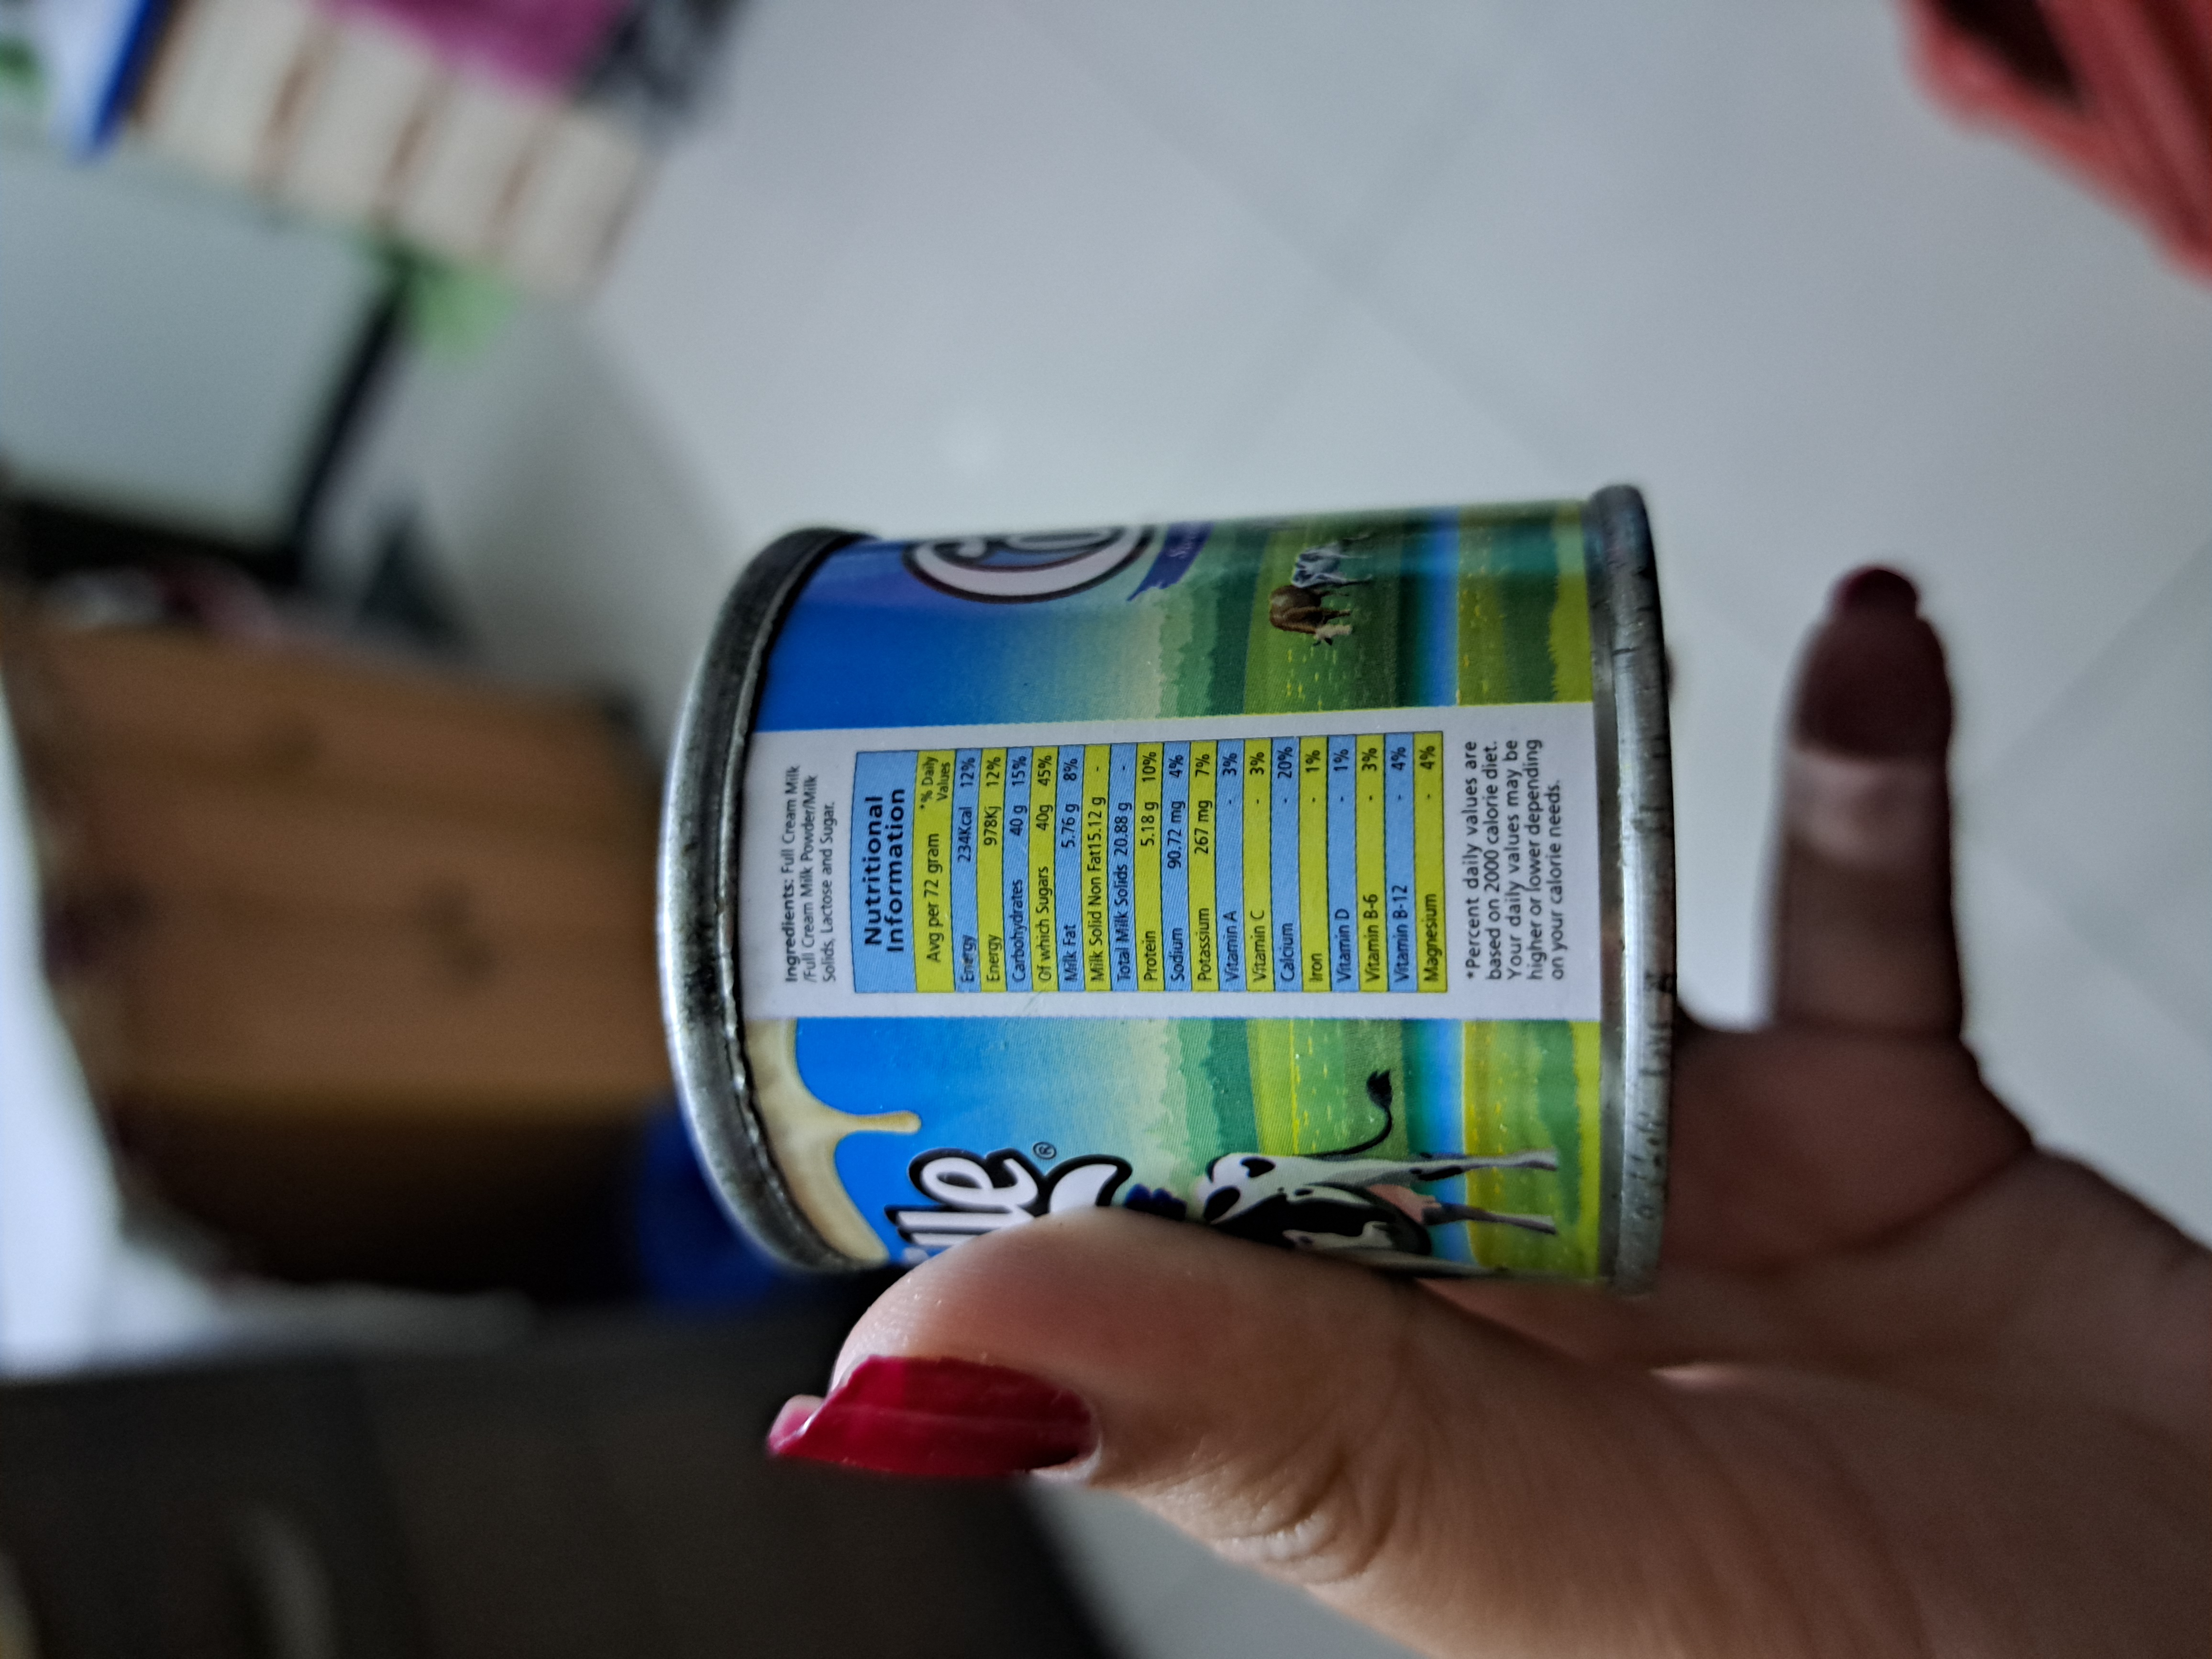 lle
®
Ingredients: Full Cream Milk
/Full Cream Milk Powder/Milk
Solids, Lactose and Sugar.
Nutritional
Information
Avg per 72 gram *% Daily
Values
Energy 234Kcal 12%
Energy 978Kj 12%
Carbohydrates 40 g 15%
Of which Sugars 40g 45%
Milk Fat 5.76 g 8%
Milk Solid Non Fat15.12 g -
Total Milk Solids 20.88 g -
Protein 5.18 g 10%
Sodium 90.72 mg 4%
Potassium 267 mg 7%
Vitamin A - 3%
Vitamin C - 3%
Calcium - 20%
Iron - 1%
Vitamin D - 1%
Vitamin B-6 - 3%
Vitamin B-12 - 4%
Magnesium - 4%
*Percent daily values are
based on 2000 calorie diet.
Your daily values may be
higher or lower depending
on your calorie needs.